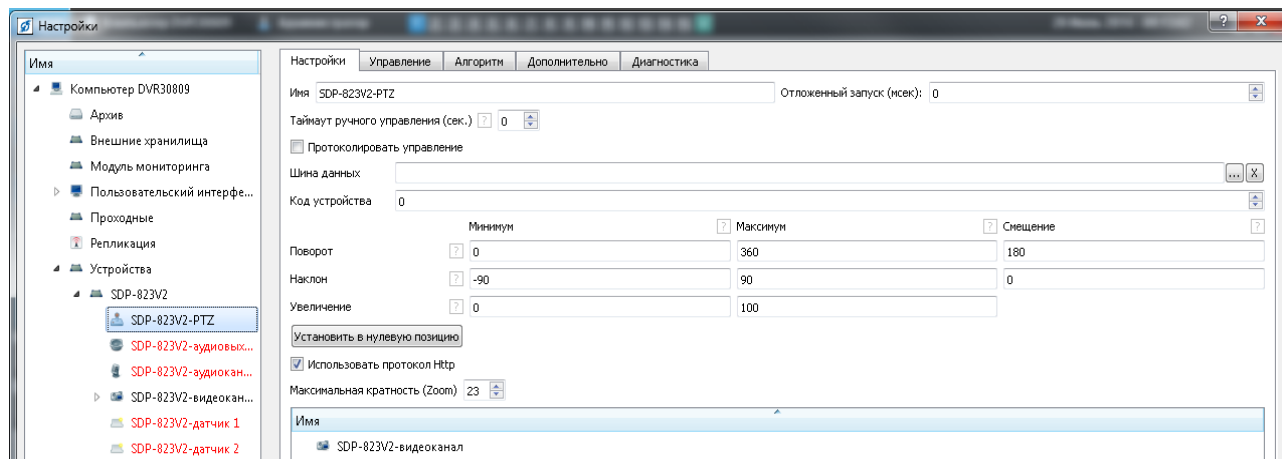 Настройки
Имя
Компьютер DVR30809
Архив
Внешние хранилища
Модуль мониторинга
Пользовательский интерфе...
Проходные
Репликация
Устройства
SDP-823V2
SDP-823V2-PTZ
SDP-823V2-аудиовых...
SDP-823V2-аудиокан...
SDP-823V2-видеокан...
SDP-823V2-датчик 1
SDP-823V2-датчик 2
Настройки Управление Алгоритм Дополнительно Диагностика
Имя SDP-823V2-PTZ Отложенный запуск (мсек): 0
Таймаут ручного управления (сек.) ? 0
Протоколировать управление
Шина данных ... X
Код устройства 0
Минимум ? Максимум ? Смещение ?
Поворот ? 0 360 180
Наклон ? -90 90 0
Увеличение ? 0 100
Установить в нулевую позицию
Использовать протокол Http
Максимальная кратность (Zoom) 23
Имя
SDP-823V2-видеоканал